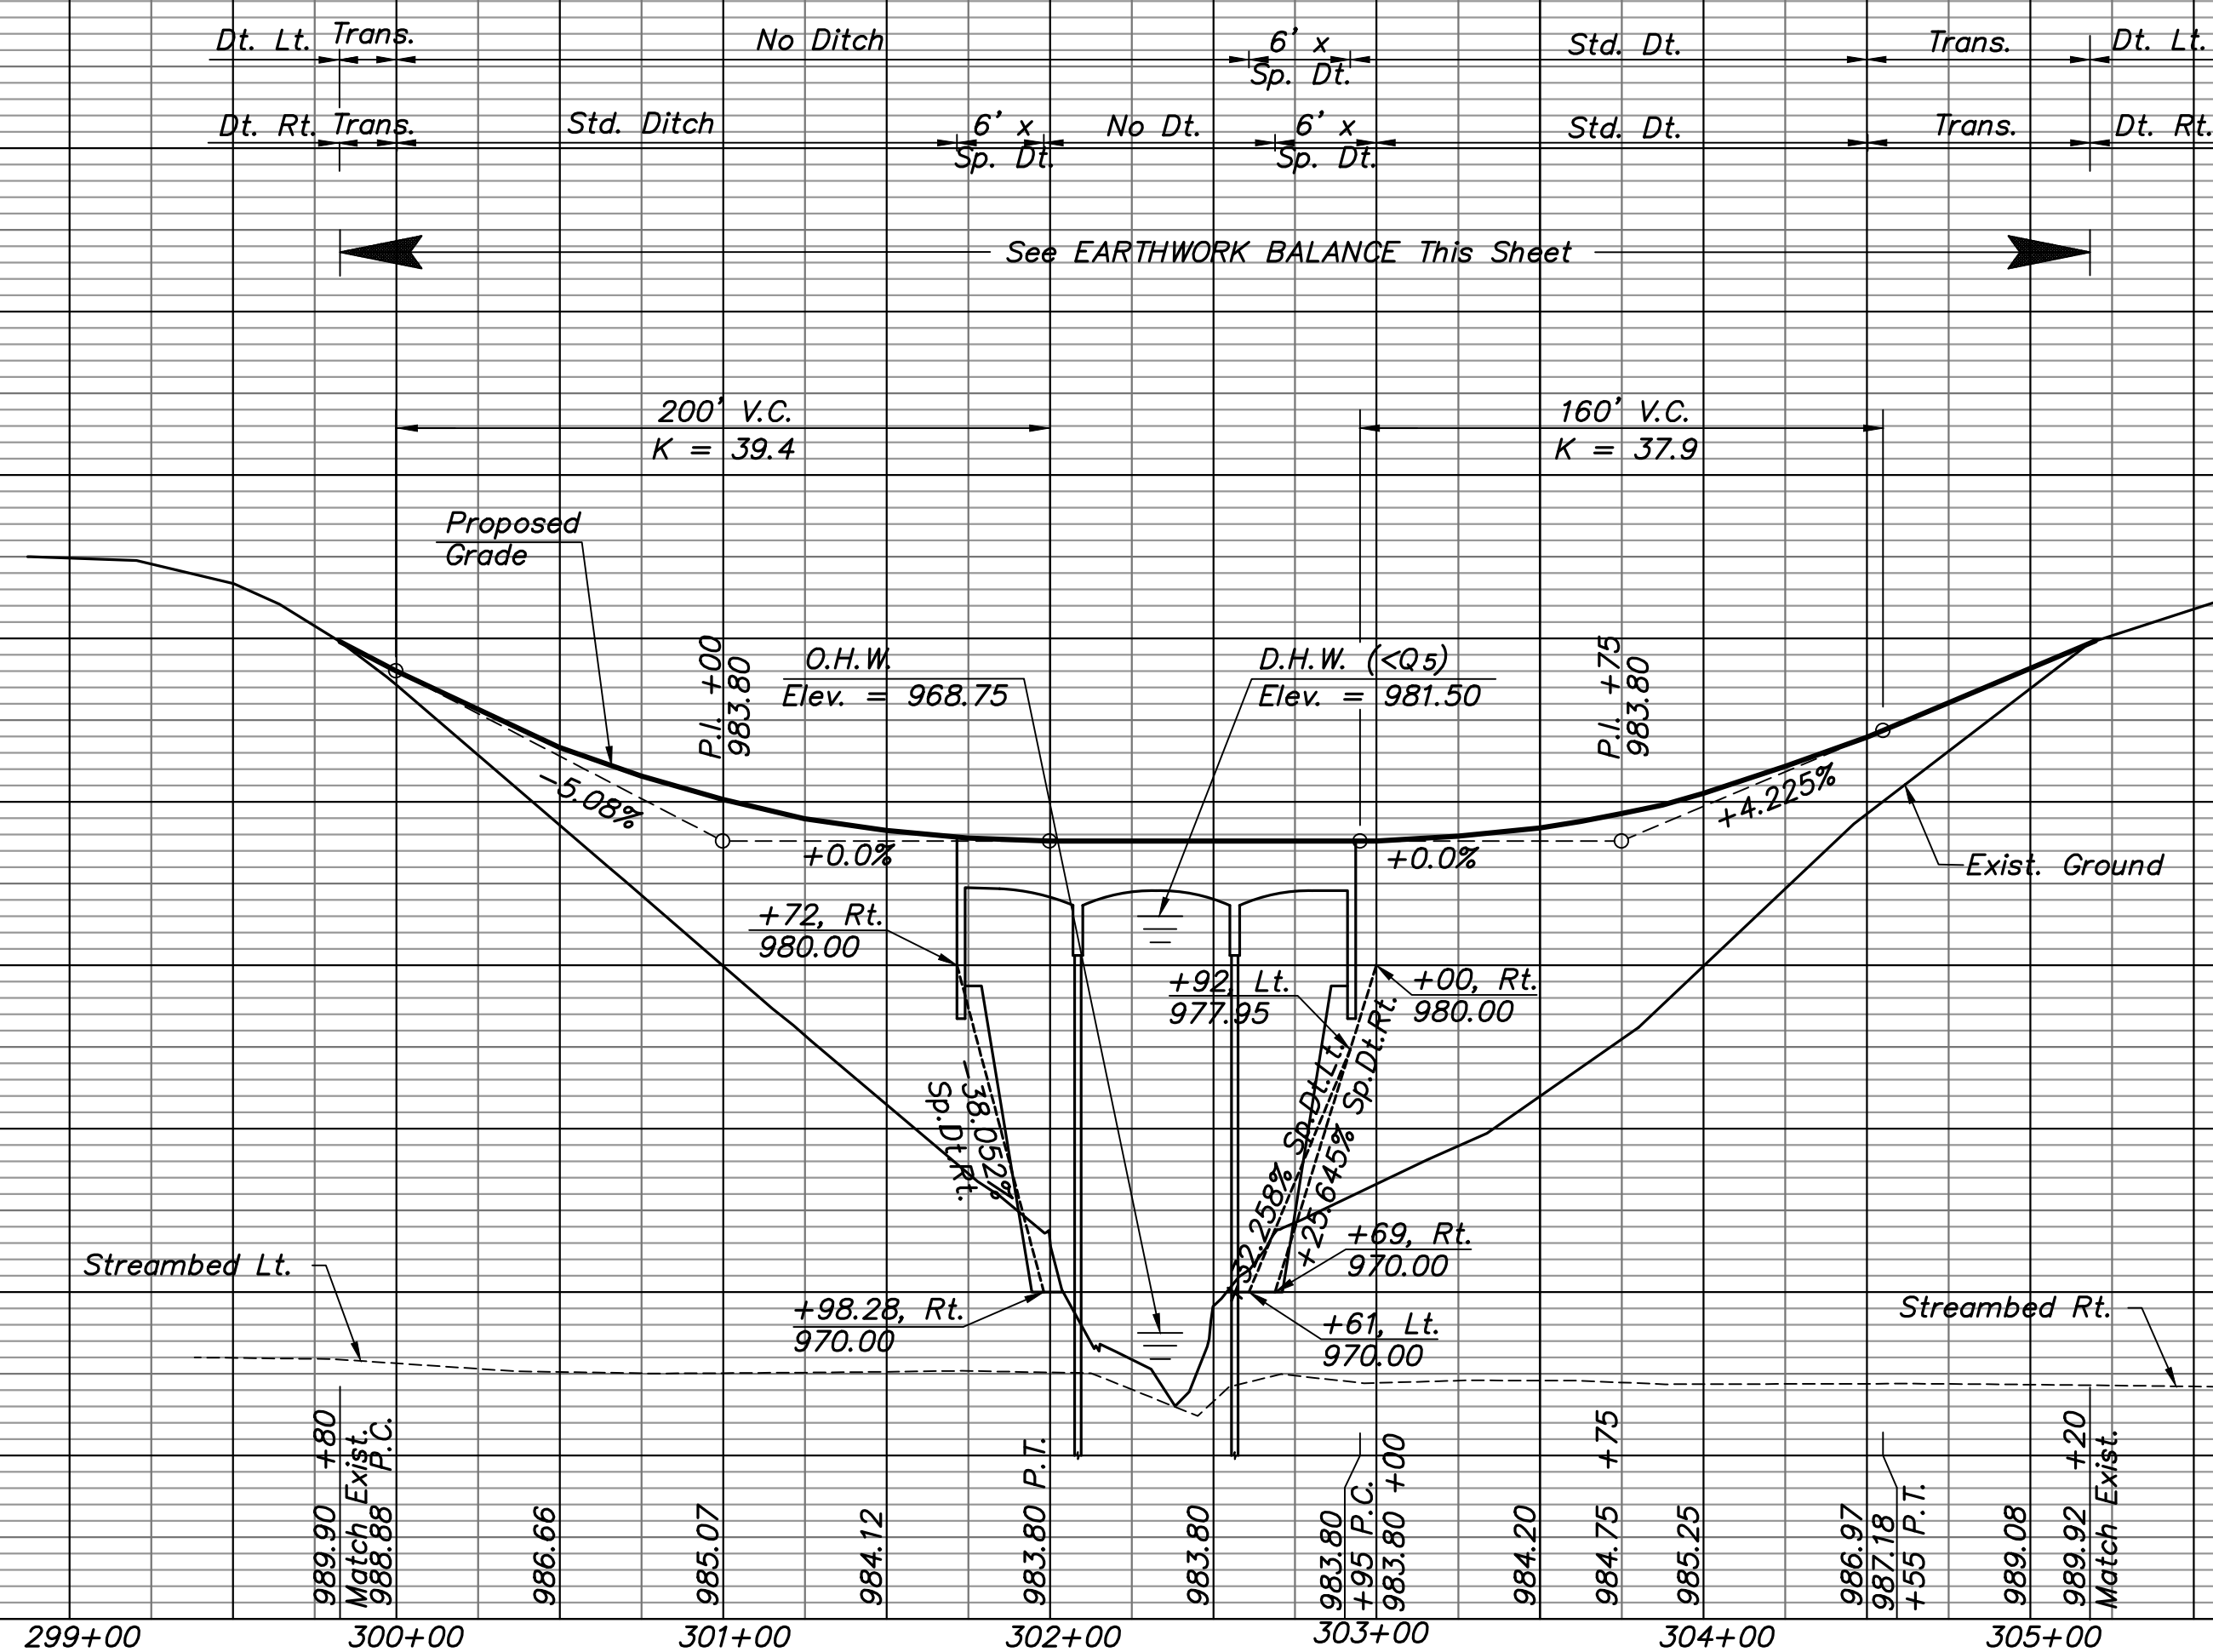 Dt. Lt. Trans. No Ditch 6' x Std. Dt. Trans. Dt. Lt.
Sp. Dt.
Dt. Rt. Trans. Std. Ditch 6' x No Dt. 6' x Std. Dt. Trans. Dt. Rt.
Sp. Dt. Sp. Dt.
See EARTHWORK BALANCE This Sheet
200' V.C.
K = 39.4
160' V.C.
K = 37.9
Proposed
Grade
P.I. +00
983.80
O.H.W.
Elev. = 968.75
D.H.W. (<Q5)
Elev. = 981.50
P.I. +75
983.80
-5.08%
+0.0%
+0.0%
+4.225%
Exist. Ground
+72, Rt.
980.00
+92, Lt.
977.95
+00, Rt.
980.00
-38.052%
Sp.Dt.Rt.
+32.258% Sp.Dt.Lt.
+25.645% Sp.Dt.Rt.
+69, Rt.
970.00
Streambed Lt.
+98.28, Rt.
970.00
+61, Lt.
970.00
Streambed Rt.
989.90 +80
Match Exist.
988.88 P.C.
986.66
985.07
984.12
983.80 P.T.
983.80
983.80
+95 P.C.
983.80 +00
984.20
984.75 +75
985.25
986.97
987.18
+55 P.T.
989.08
989.92 +20
Match Exist.
299+00 300+00 301+00 302+00 303+00 304+00 305+00